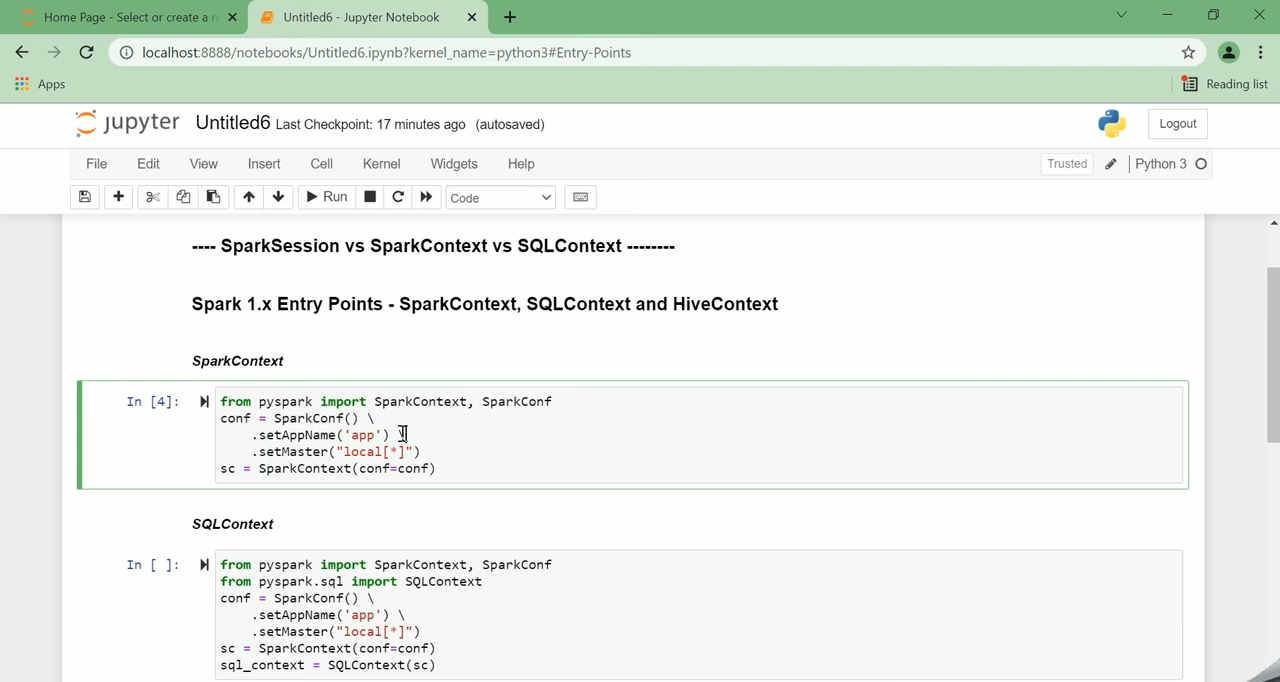 Home Page - Select or create a n
Untitled6 - Jupyter Notebook
localhost:8888/notebooks/Untitled6.ipynb?kernel_name=python3#Entry-Points
Apps
Reading list
jupyter Untitled6 Last Checkpoint: 17 minutes ago (autosaved)
Logout
File Edit View Insert Cell Kernel Widgets Help
Trusted
Python 3
Run
Code
---- SparkSession vs SparkContext vs SQLContext --------
Spark 1.x Entry Points - SparkContext, SQLContext and HiveContext
SparkContext
In [4]:
from pyspark import SparkContext, SparkConf
conf = SparkConf() \
.setAppName('app') \
.setMaster("local[*]")
sc = SparkContext(conf=conf)
SQLContext
In [ ]:
from pyspark import SparkContext, SparkConf
from pyspark.sql import SQLContext
conf = SparkConf() \
.setAppName('app') \
.setMaster("local[*]")
sc = SparkContext(conf=conf)
sql_context = SQLContext(sc)